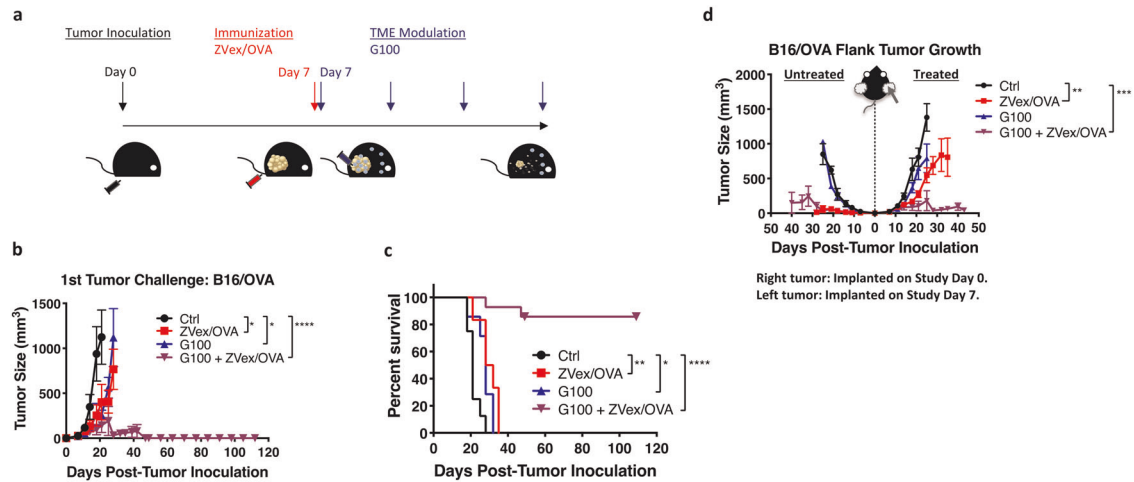 a
Tumor Inoculation
Immunization
ZVex/OVA
TME Modulation
G100
Day 0
Day 7
Day 7
b
1st Tumor Challenge: B16/OVA
Tumor Size (mm³)
1500
1000
500
0
0 20 40 60 80 100 120
Days Post-Tumor Inoculation
Ctrl
ZVex/OVA
G100
G100 + ZVex/OVA
* * ****
c
Percent survival
100
80
60
40
20
0
0 20 40 60 80 100 120
Days Post-Tumor Inoculation
Ctrl
ZVex/OVA
G100
G100 + ZVex/OVA
** * ****
d
B16/OVA Flank Tumor Growth
Untreated
Treated
Tumor Size (mm³)
2000
1500
1000
500
0
50 40 30 20 10 0 10 20 30 40 50
Days Post-Tumor Inoculation
Ctrl
ZVex/OVA
G100
G100 + ZVex/OVA
** ***
Right tumor: Implanted on Study Day 0.
Left tumor: Implanted on Study Day 7.